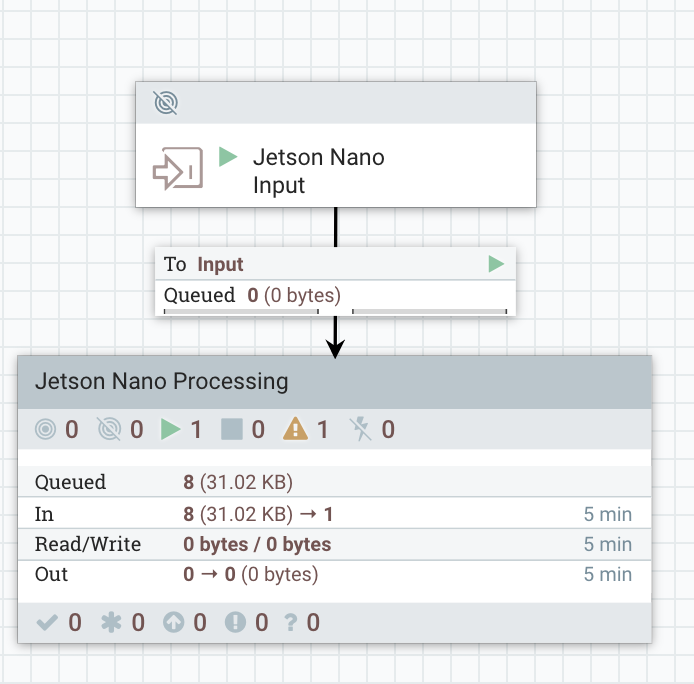 Jetson Nano
Input
To Input
Queued 0 (0 bytes)
Jetson Nano Processing
0 0 1 0 1 0
Queued 8 (31.02 KB)
In 8 (31.02 KB) → 1 5 min
Read/Write 0 bytes / 0 bytes 5 min
Out 0 → 0 (0 bytes) 5 min
0 0 0 0 ? 0